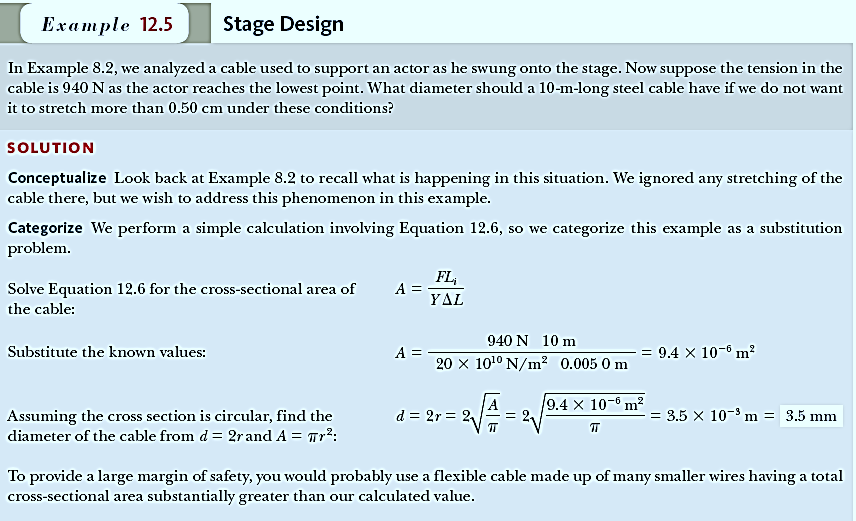 Example 12.5 Stage Design
In Example 8.2, we analyzed a cable used to support an actor as he swung onto the stage. Now suppose the tension in the
cable is 940 N as the actor reaches the lowest point. What diameter should a 10-m-long steel cable have if we do not want
it to stretch more than 0.50 cm under these conditions?
SOLUTION
Conceptualize Look back at Example 8.2 to recall what is happening in this situation. We ignored any stretching of the
cable there, but we wish to address this phenomenon in this example.
Categorize We perform a simple calculation involving Equation 12.6, so we categorize this example as a substitution
problem.
Solve Equation 12.6 for the cross-sectional area of
the cable:
A = FLᵢ / YΔL
Substitute the known values:
A = 940 N 10 m / 20 × 10¹⁰ N/m² 0.005 0 m = 9.4 × 10⁻⁶ m²
Assuming the cross section is circular, find the
diameter of the cable from d = 2r and A = πr²:
d = 2r = 2√(A/π) = 2√(9.4 × 10⁻⁶ m²/π) = 3.5 × 10⁻³ m = 3.5 mm
To provide a large margin of safety, you would probably use a flexible cable made up of many smaller wires having a total
cross-sectional area substantially greater than our calculated value.